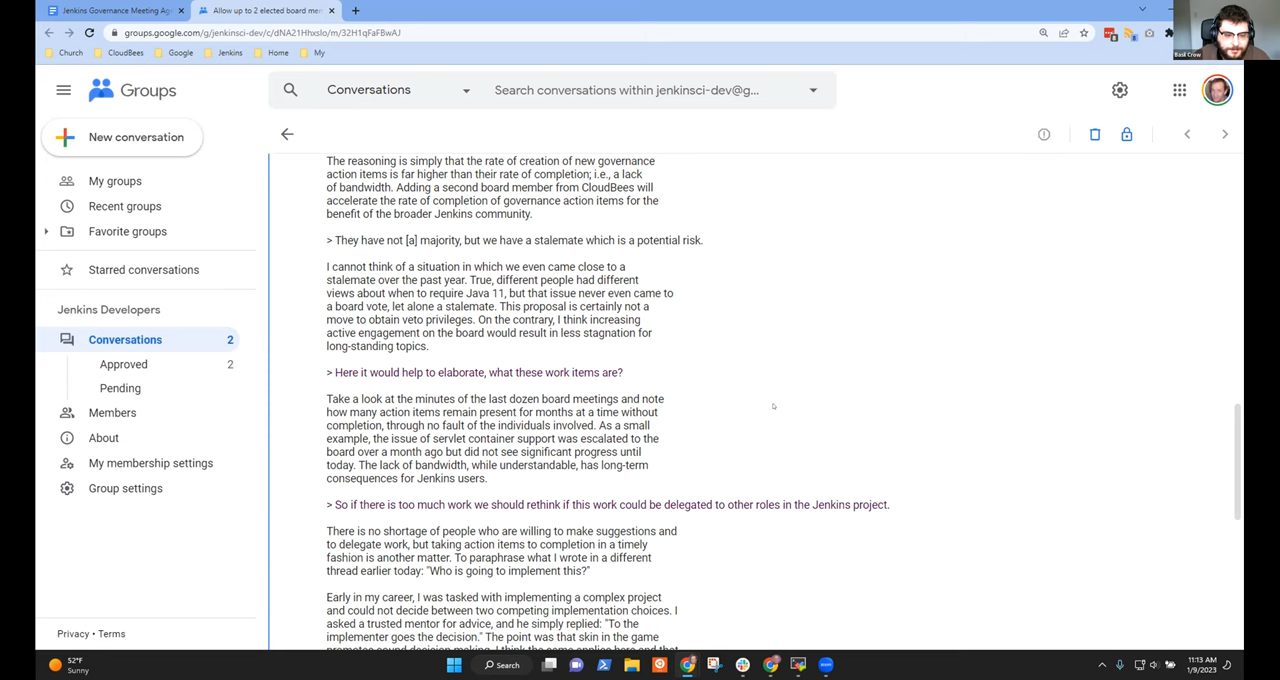 Jenkins Governance Meeting Ag
Allow up to 2 elected board me
groups.google.com/g/jenkinsci-dev/c/dNA21Hhxslo/m/32H1qFaFBwAJ
Church
CloudBees
Google
Jenkins
Home
My
Basil Crow
Groups
Conversations
Search conversations within jenkinsci-dev@g...
New conversation
My groups
Recent groups
Favorite groups
Starred conversations
Jenkins Developers
Conversations 2
Approved 2
Pending
Members
About
My membership settings
Group settings
Privacy • Terms
The reasoning is simply that the rate of creation of new governance
action items is far higher than their rate of completion; i.e., a lack
of bandwidth. Adding a second board member from CloudBees will
accelerate the rate of completion of governance action items for the
benefit of the broader Jenkins community.
> They have not [a] majority, but we have a stalemate which is a potential risk.
I cannot think of a situation in which we even came close to a
stalemate over the past year. True, different people had different
views about when to require Java 11, but that issue never even came to
a board vote, let alone a stalemate. This proposal is certainly not a
move to obtain veto privileges. On the contrary, I think increasing
active engagement on the board would result in less stagnation for
long-standing topics.
> Here it would help to elaborate, what these work items are?
Take a look at the minutes of the last dozen board meetings and note
how many action items remain present for months at a time without
completion, through no fault of the individuals involved. As a small
example, the issue of servlet container support was escalated to the
board over a month ago but did not see significant progress until
today. The lack of bandwidth, while understandable, has long-term
consequences for Jenkins users.
> So if there is too much work we should rethink if this work could be delegated to other roles in the Jenkins project.
There is no shortage of people who are willing to make suggestions and
to delegate work, but taking action items to completion in a timely
fashion is another matter. To paraphrase what I wrote in a different
thread earlier today: "Who is going to implement this?"
Early in my career, I was tasked with implementing a complex project
and could not decide between two competing implementation choices. I
asked a trusted mentor for advice, and he simply replied: "To the
implementer goes the decision." The point was that skin in the game
52°F
Sunny
Search
11:13 AM
1/9/2023